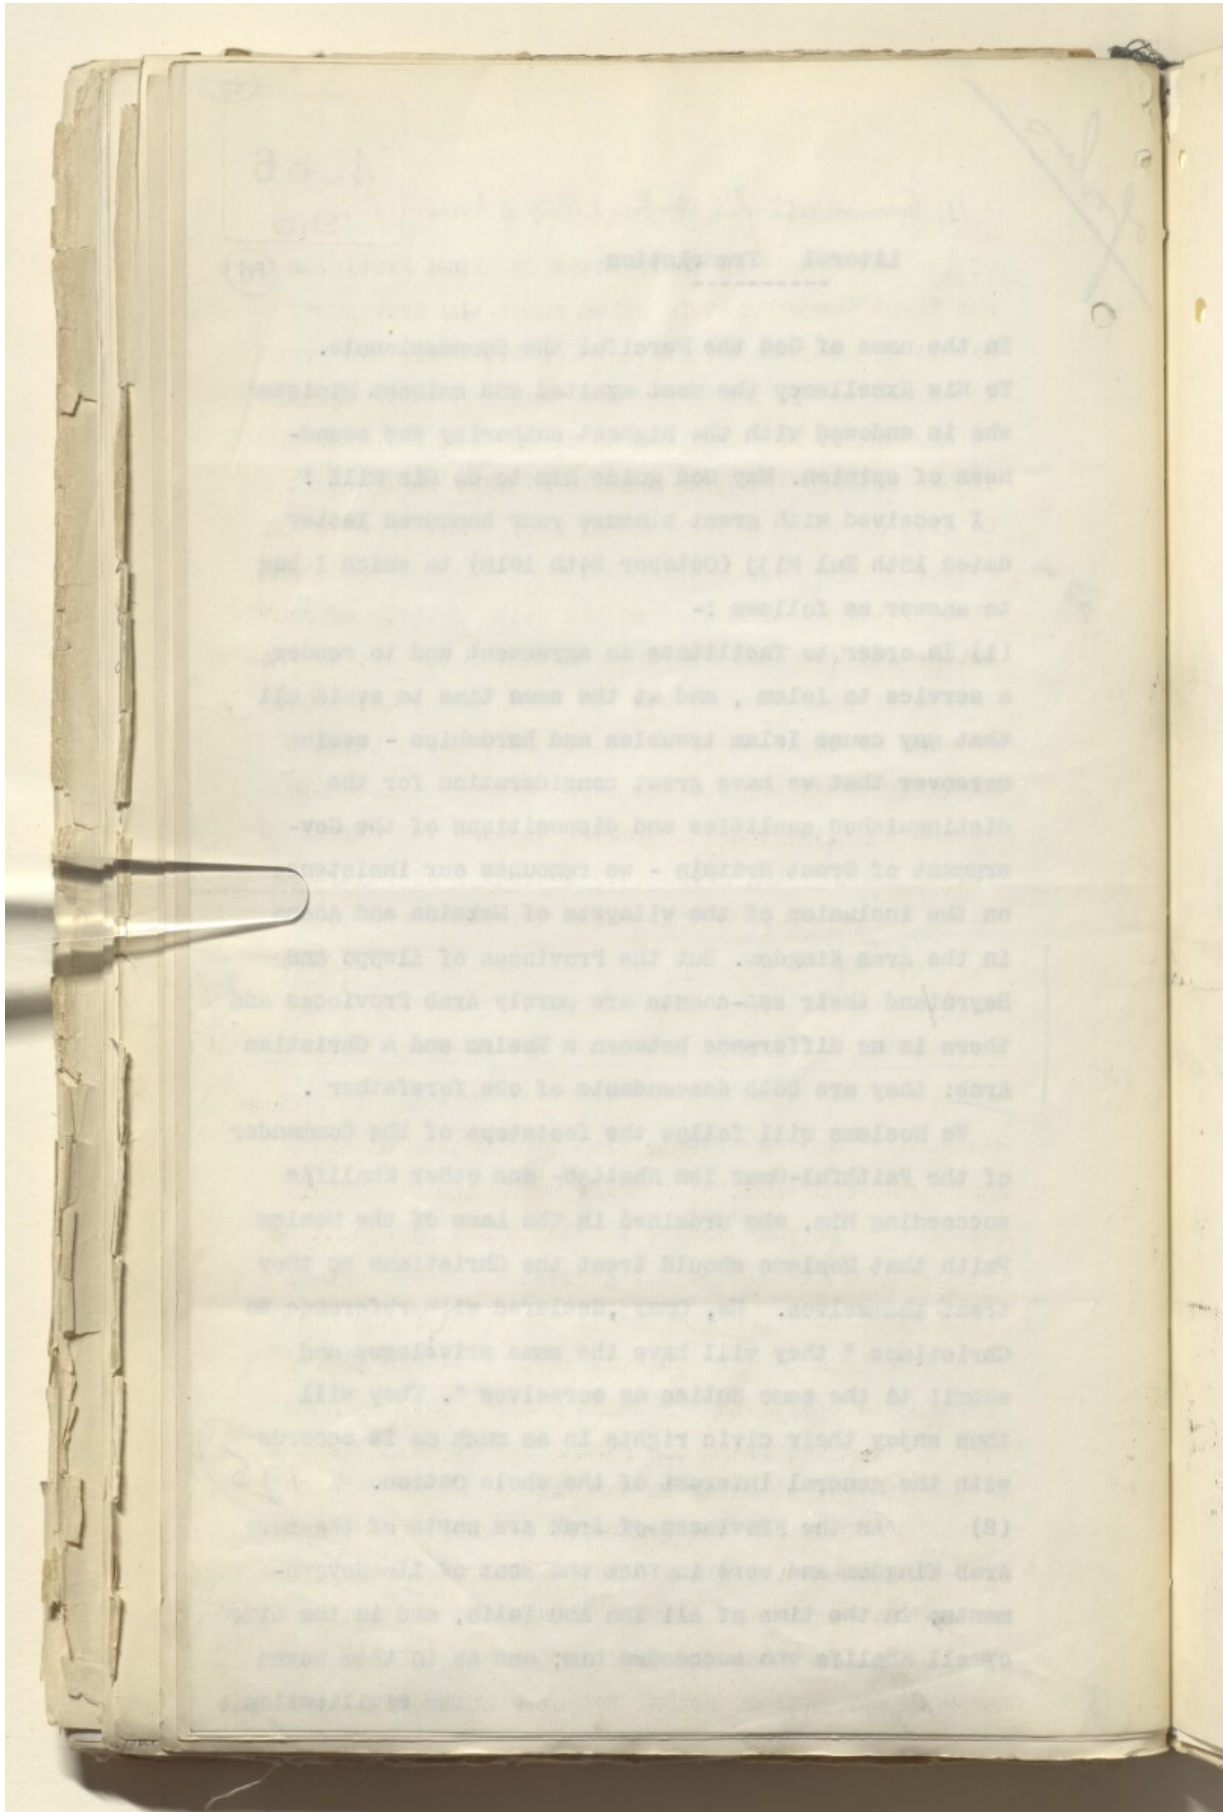 Literal Translation
In the name of God the Merciful the Compassionate.
To His Excellency the most exalted and eminent Minister
who is endowed with the highest authority and sound-
ness of opinion. May God guide him to do His Will !
I received with great pleasure your honoured letter
dated 15th Zul Hijj (October 24th 1915) to which I beg
to answer as follows :-
(1) In order to facilitate an agreement and to render
a service to Islam , and at the same time to avoid all
that may cause Islam troubles and hardships - seeing
moreover that we have great consideration for the
distinguished qualities and dispositions of the Gov-
ernment of Great Britain - we renounce our insistence
on the inclusion of the vilayets of Mersina and Adana
in the Arab Kingdom. But the Provinces of Aleppo and
Beyrut and their sea-coasts are purely Arab Provinces and
there is no difference between a Moslem and a Christian
Arab: they are both descendants of one forefather .
We Moslems will follow the footsteps of the Commander
of the Faithful-Omar ibn Khattab- and other Khalifs
succeeding him, who ordained in the laws of the Moslem
Faith that Moslems should treat the Christians as they
treat themselves. He, Omar ,declared with reference to
Christians " they will have the same privileges and
submit to the same duties as ourselves ". They will
thus enjoy their civic rights in as much as it accords
with the general interest of the whole nation.
(2) As the Provinces of Irak are parts of the pure
Arab Kingdom and were in fact the seat of its Govern-
ments in the time of Ali Ibn Abu Talib, and in the time
of all Khalifs who succeeded him; and as in them began
the civilization